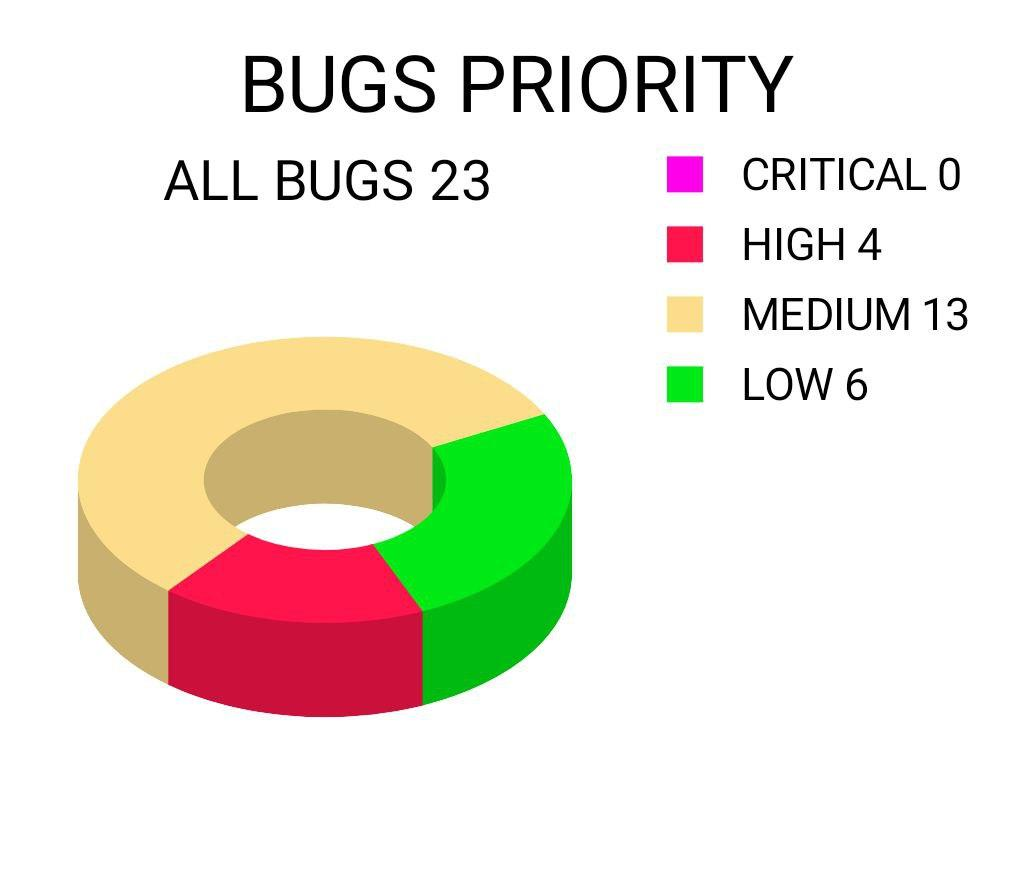 BUGS PRIORITY
ALL BUGS 23
CRITICAL 0
HIGH 4
MEDIUM 13
LOW 6